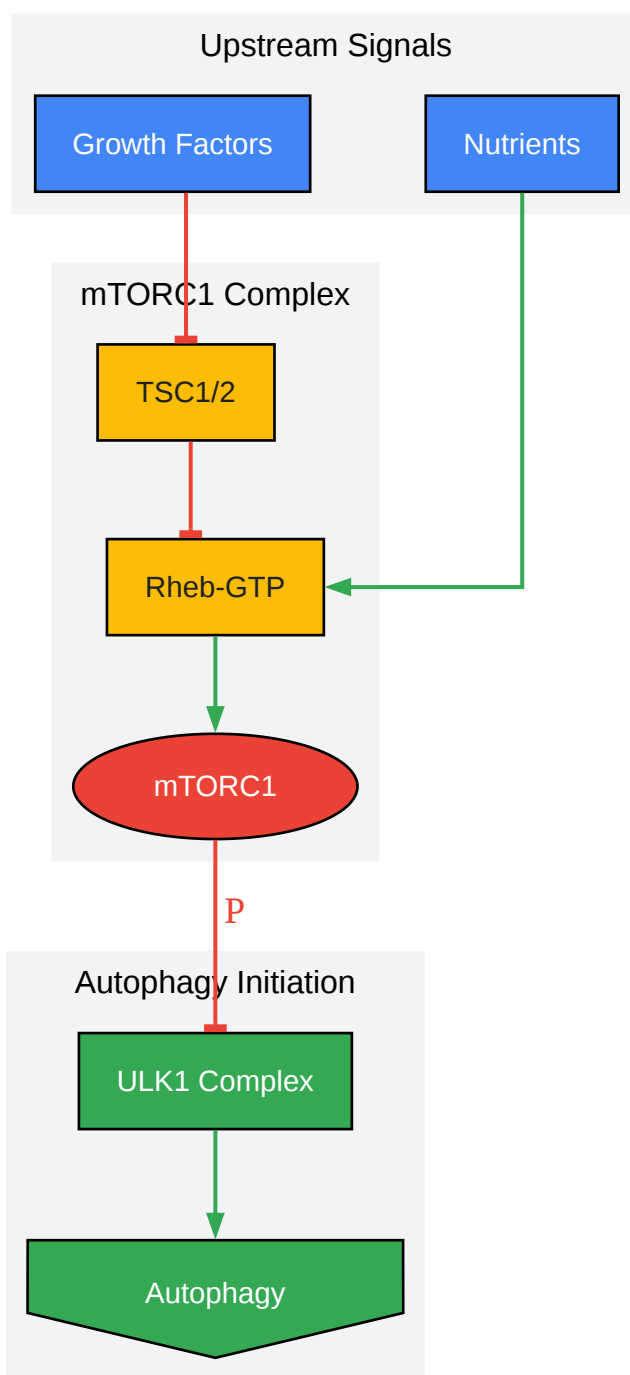 Upstream Signals
Growth Factors
Nutrients
mTORC1 Complex
TSC1/2
Rheb-GTP
mTORC1
P
Autophagy Initiation
ULK1 Complex
Autophagy